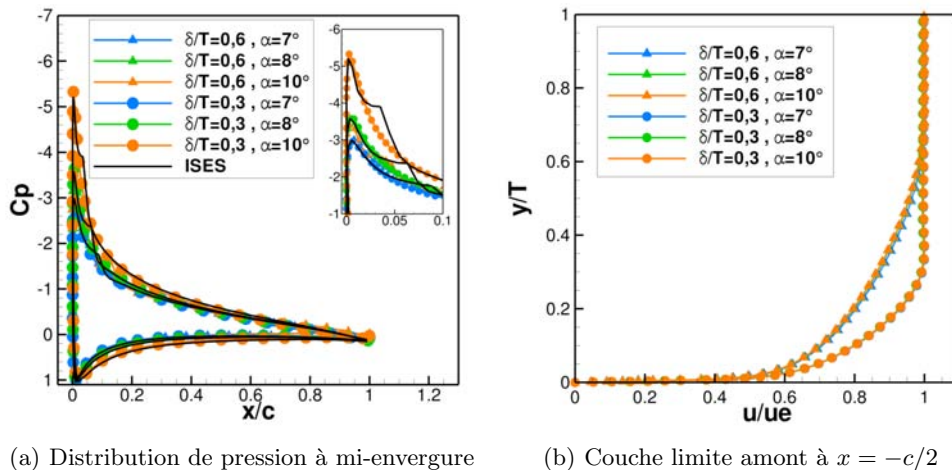 -7
-6
-5
-4
-3
-2
-1
0
1
Cp
δ/T=0,6 , α=7°
δ/T=0,6 , α=8°
δ/T=0,6 , α=10°
δ/T=0,3 , α=7°
δ/T=0,3 , α=8°
δ/T=0,3 , α=10°
ISES
-6
-5
-4
-3
-2
-1
0 0.05 0.1
0 0.2 0.4 0.6 0.8 1 1.2
x/c
(a) Distribution de pression à mi-envergure
1
0.8
0.6
0.4
0.2
0
y/T
δ/T=0,6 , α=7°
δ/T=0,6 , α=8°
δ/T=0,6 , α=10°
δ/T=0,3 , α=7°
δ/T=0,3 , α=8°
δ/T=0,3 , α=10°
0 0.2 0.4 0.6 0.8 1
u/ue
(b) Couche limite amont à x = −c/2